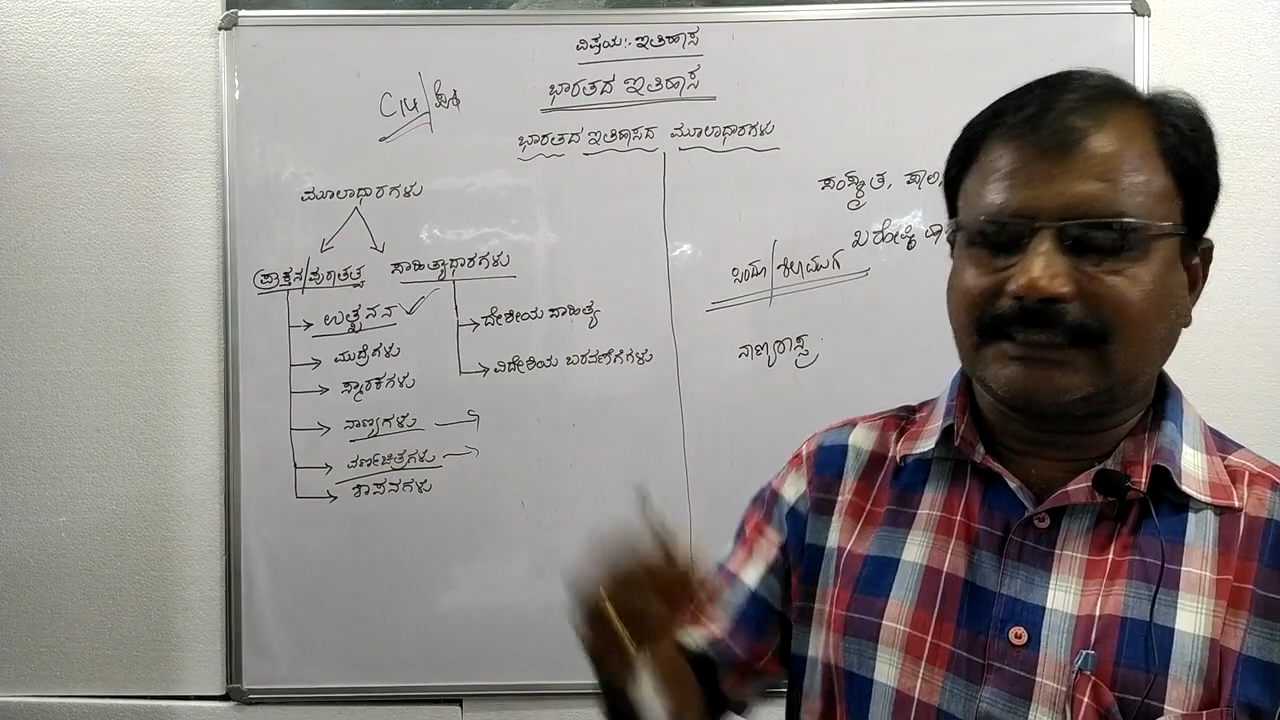 ವಿಷಯ:- ಇತಿಹಾಸ
ಭಾರತದ ಇತಿಹಾಸ
C14
ಭಾರತದ ಇತಿಹಾಸದ ಮೂಲಾಧಾರಗಳು
ಮೂಲಾಧಾರಗಳು
ಪ್ರಾಕ್ತನ/ಪುರಾತತ್ವ
ಸಾಹಿತ್ಯಾಧಾರಗಳು
ಉತ್ಖನನ
ಮುದ್ರೆಗಳು
ಸ್ಮಾರಕಗಳು
ನಾಣ್ಯಗಳು
ವರ್ಣಚಿತ್ರಗಳು
ಶಾಸನಗಳು
ದೇಶೀಯ ಸಾಹಿತ್ಯ
ವಿದೇಶಿಯ ಬರವಣಿಗೆಗಳು
ಸಂಸ್ಕೃತ, ಪಾಲಿ,
ನಾಣ್ಯಶಾಸ್ತ್ರ